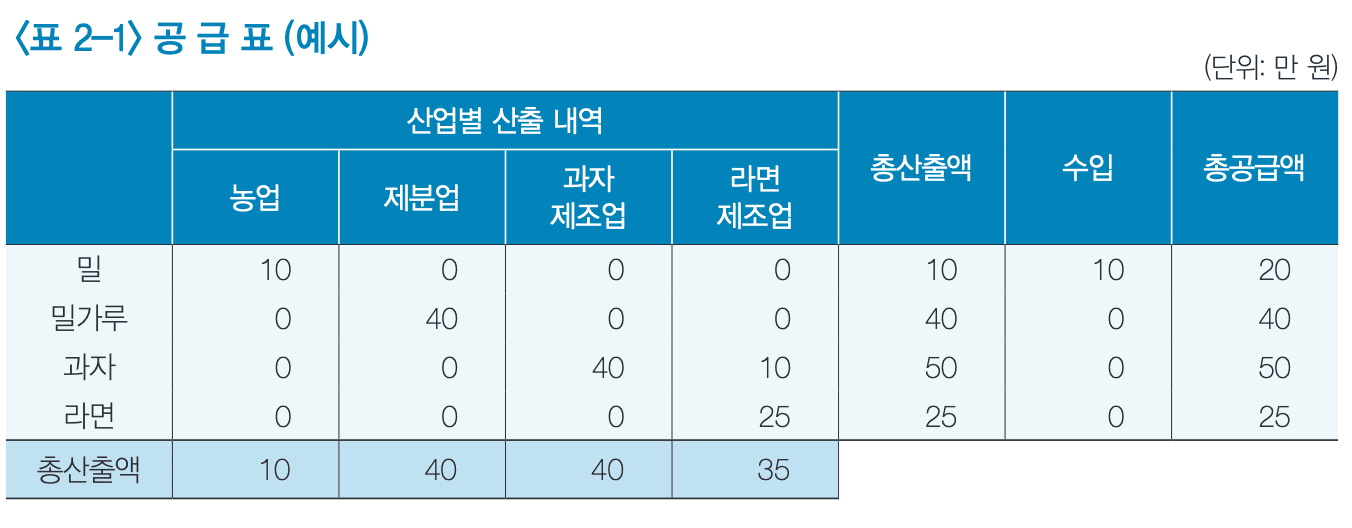 〈표 2-1〉 공 급 표 (예시)
(단위: 만 원)
산업별 산출 내역 총산출액 수입 총공급액
농업 제분업 과자 제조업 라면 제조업
밀 10 0 0 0 10 10 20
밀가루 0 40 0 0 40 0 40
과자 0 0 40 10 50 0 50
라면 0 0 0 25 25 0 25
총산출액 10 40 40 35